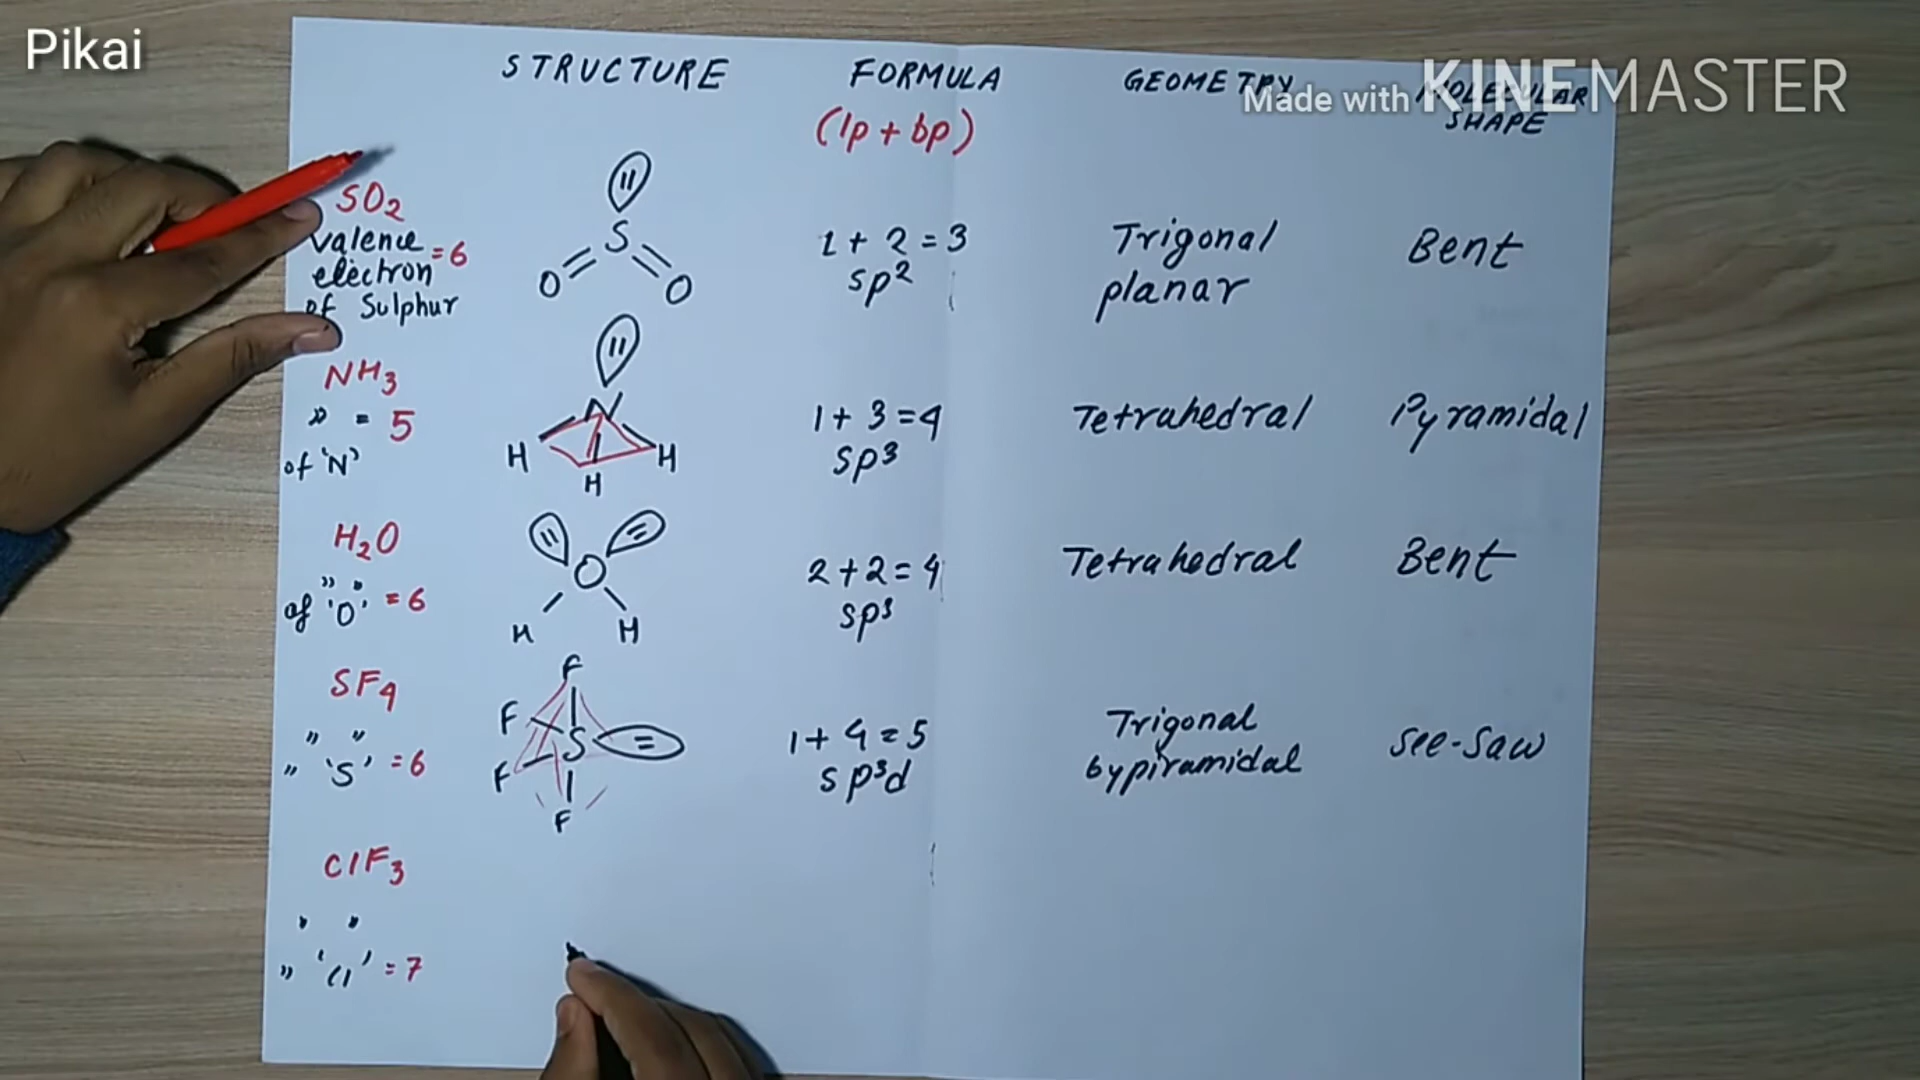 Pikai
STRUCTURE FORMULA GEOMETRY MOLECULAR
SHAPE
(lp + bp)
Made with KINEMASTER
SO2
valence = 6
electron
of Sulphur
S
O O
1 + 2 = 3
sp2
Trigonal
planar
Bent
NH3
" = 5
of 'N'
N
H H
H
1 + 3 = 4
sp3
Tetrahedral
Pyramidal
H2O
" "
of 'O' = 6
O
H H
2 + 2 = 4
sp3
Tetrahedral
Bent
SF4
" "
" 'S' = 6
F
F
S
F
F
1 + 4 = 5
sp3d
Trigonal
bypiramidal
See-Saw
ClF3
" "
" 'Cl' = 7